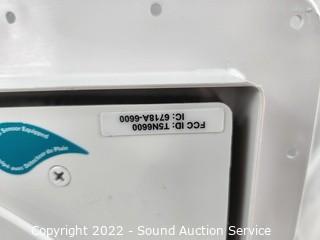 FCC ID: T5N6600
IC: 6718A-6600
Sensor Equipped
Copyright 2022 - Sound Auction Service